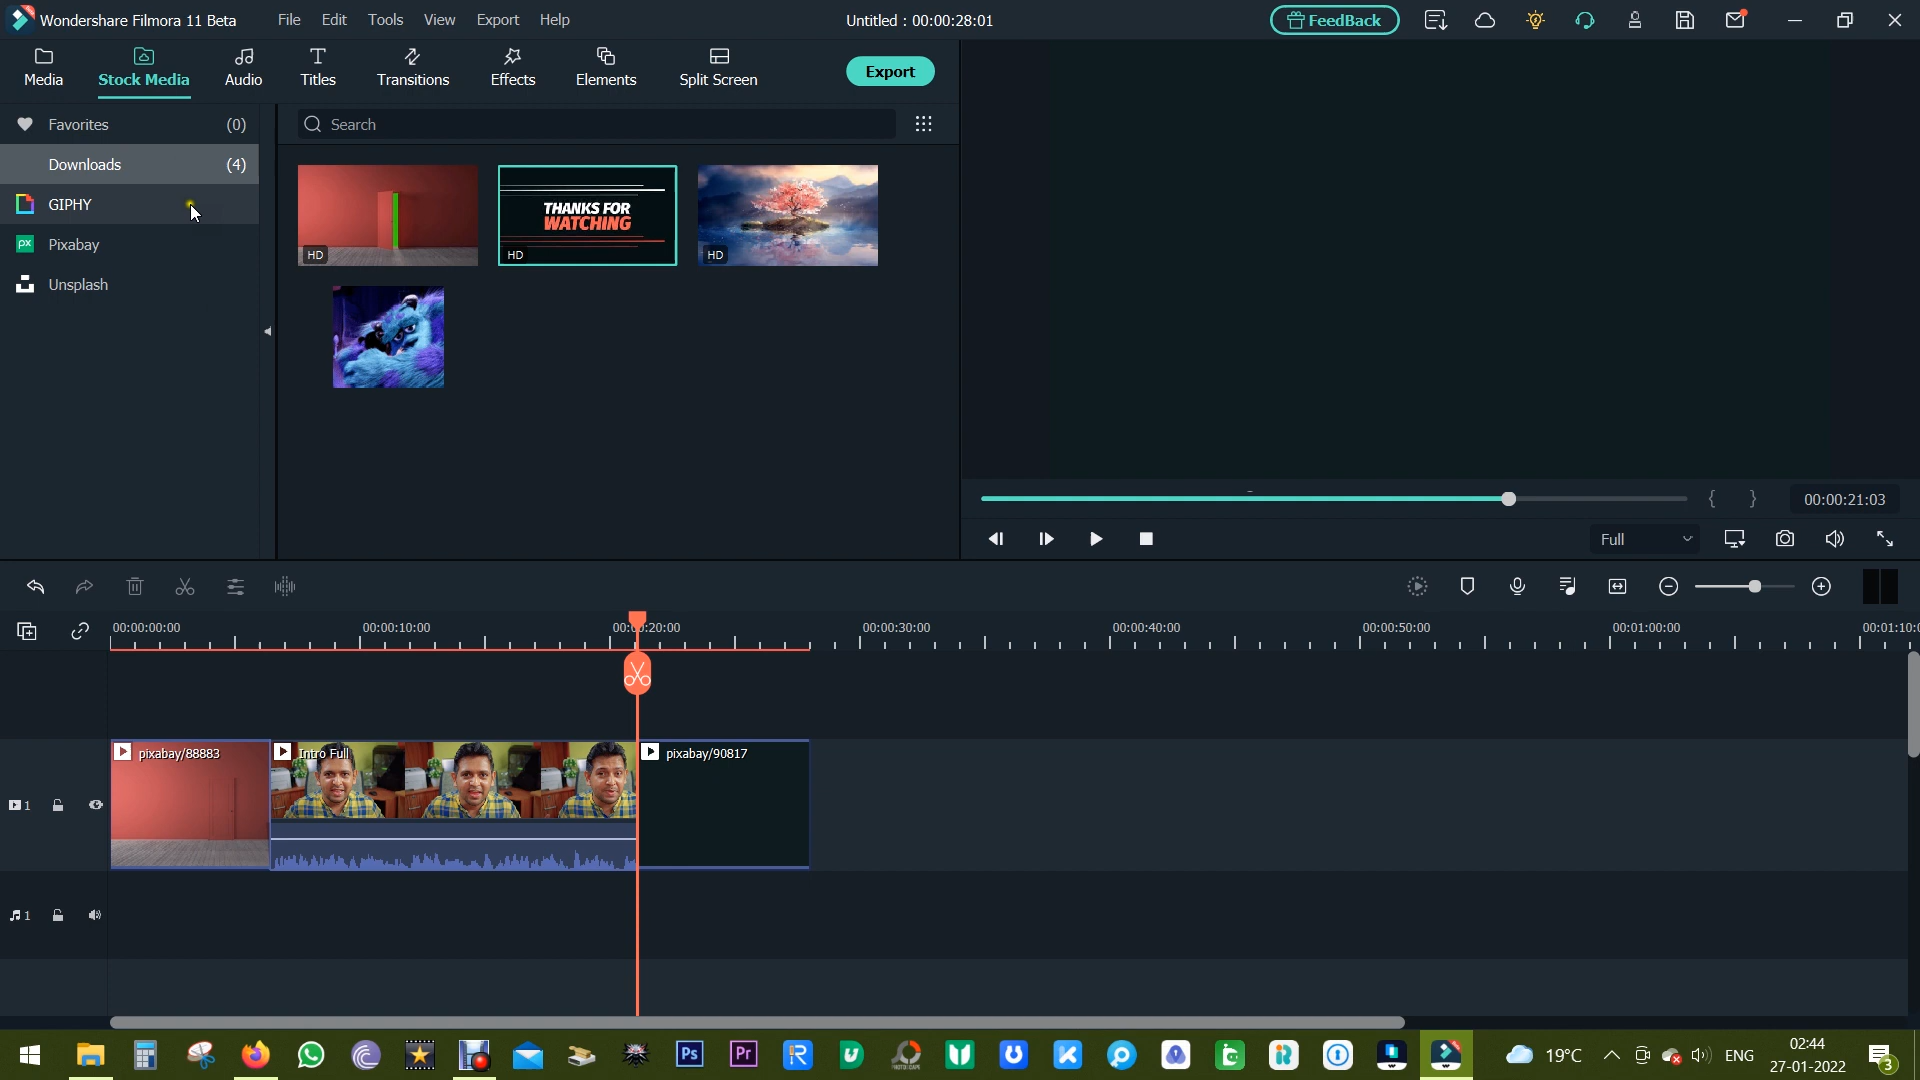 Wondershare Filmora 11 Beta File Edit Tools View Export Help Untitled : 00:00:28:01 FeedBack
Media Stock Media Audio Titles Transitions Effects Elements Split Screen Export
Favorites (0) Search
Downloads (4)
GIPHY
Pixabay
Unsplash
HD
THANKS FOR
WATCHING
HD
HD
{ } 00:00:21:03
Full
00:00:00:00 00:00:10:00 00:00:20:00 00:00:30:00 00:00:40:00 00:00:50:00 00:01:00:00 00:01:10:0
pixabay/88883 Intro Full pixabay/90817
1
1
Ps Pr 19°C ENG 02:44
27-01-2022 3